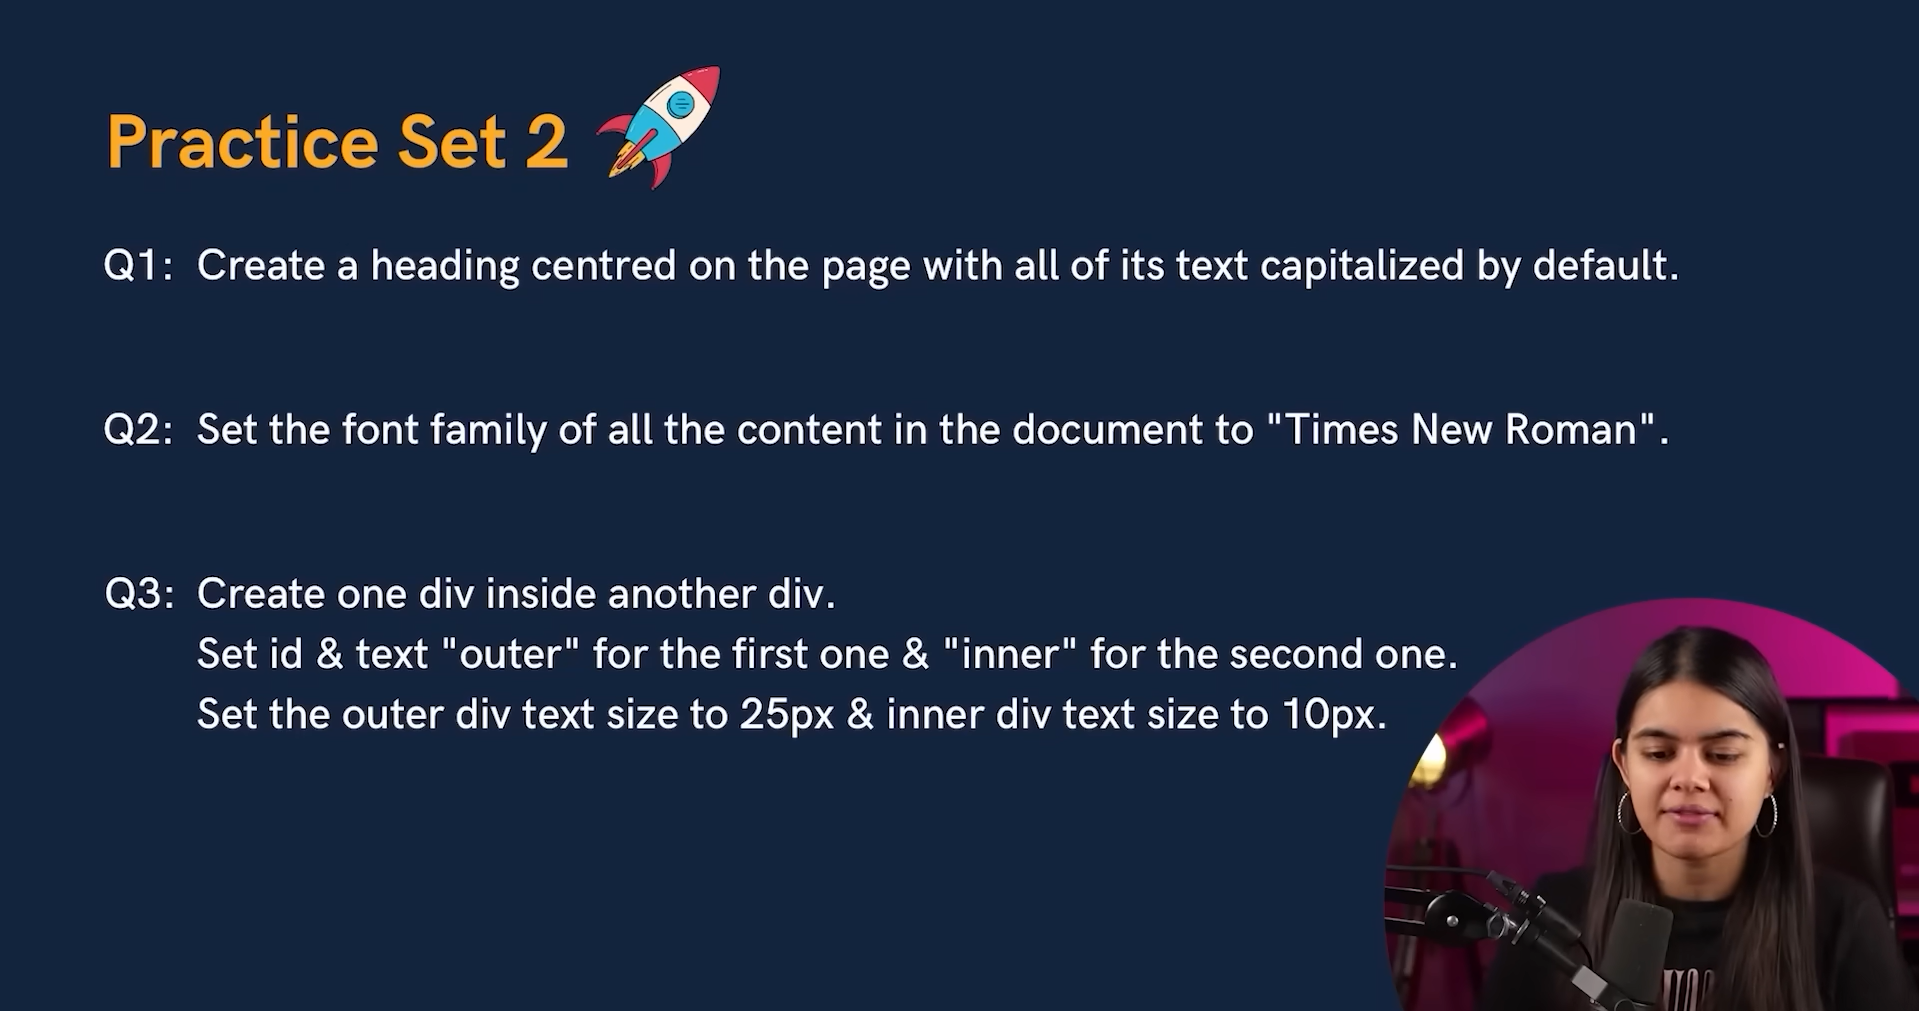 Practice Set 2
Q1: Create a heading centred on the page with all of its text capitalized by default.
Q2: Set the font family of all the content in the document to "Times New Roman".
Q3: Create one div inside another div.
Set id & text "outer" for the first one & "inner" for the second one.
Set the outer div text size to 25px & inner div text size to 10px.